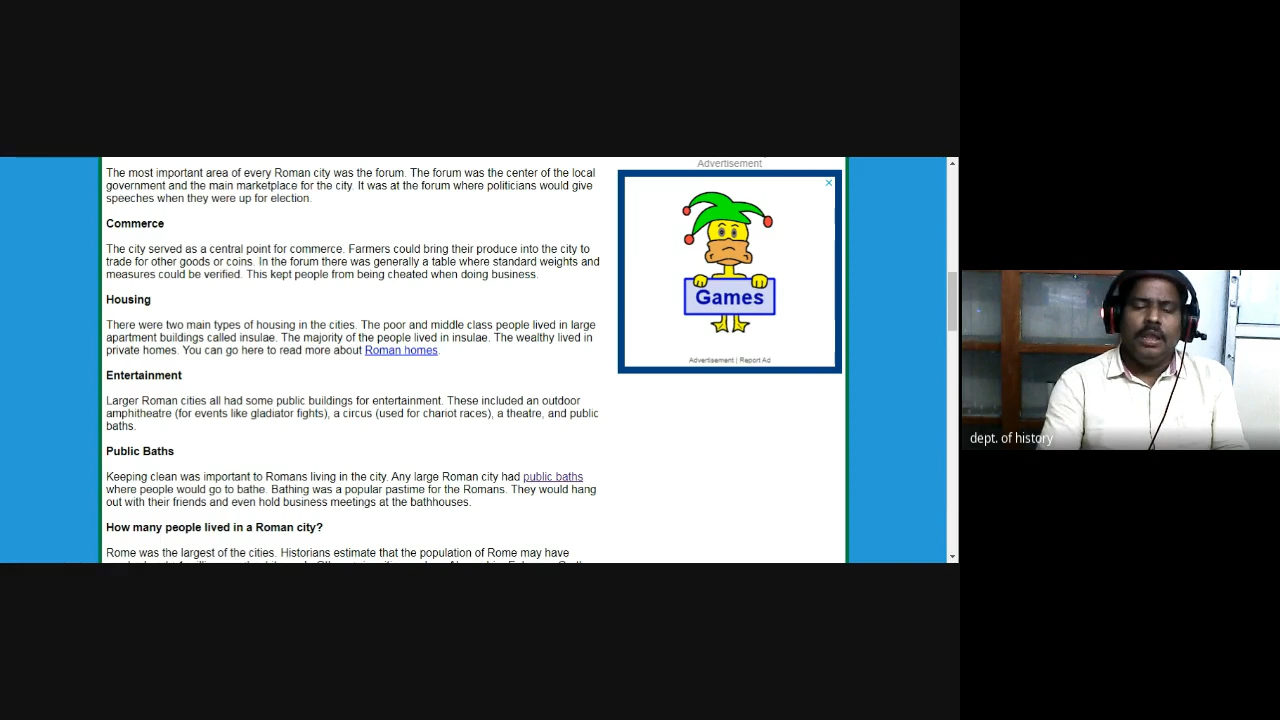 The most important area of every Roman city was the forum. The forum was the center of the local
government and the main marketplace for the city. It was at the forum where politicians would give
speeches when they were up for election.
Commerce
The city served as a central point for commerce. Farmers could bring their produce into the city to
trade for other goods or coins. In the forum there was generally a table where standard weights and
measures could be verified. This kept people from being cheated when doing business.
Housing
There were two main types of housing in the cities. The poor and middle class people lived in large
apartment buildings called insulae. The majority of the people lived in insulae. The wealthy lived in
private homes. You can go here to read more about Roman homes.
Entertainment
Larger Roman cities all had some public buildings for entertainment. These included an outdoor
amphitheatre (for events like gladiator fights), a circus (used for chariot races), a theatre, and public
baths.
Public Baths
Keeping clean was important to Romans living in the city. Any large Roman city had public baths
where people would go to bathe. Bathing was a popular pastime for the Romans. They would hang
out with their friends and even hold business meetings at the bathhouses.
How many people lived in a Roman city?
Rome was the largest of the cities. Historians estimate that the population of Rome may have
Advertisement
Games
Advertisement | Report Ad
dept. of history